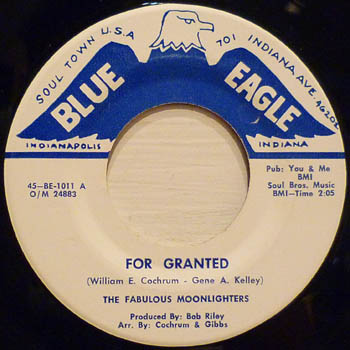 SOUL TOWN U.S.A
701 INDIANA AVE.
BLUE EAGLE
INDIANAPOLIS INDIANA
45—BE—1011 A
O/M 24883
Pub: You & Me
BMI
Soul Bros. Music
BMI—Time 2:05
FOR GRANTED
(William E. Cochrum - Gene A. Kelley)
THE FABULOUS MOONLIGHTERS
Produced By: Bob Riley
Arr. By: Cochrum & Gibbs